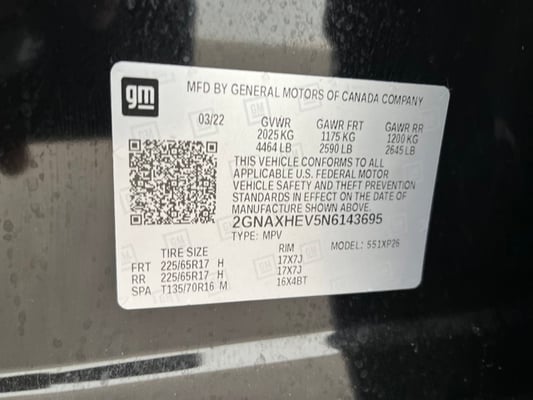 gm
MFD BY GENERAL MOTORS OF CANADA COMPANY
03/22 GVWR GAWR FRT GAWR RR
2025 KG 1175 KG 1200 KG
4464 LB 2590 LB 2645 LB
THIS VEHICLE CONFORMS TO ALL
APPLICABLE U.S. FEDERAL MOTOR
VEHICLE SAFETY AND THEFT PREVENTION
STANDARDS IN EFFECT ON THE DATE OF
MANUFACTURE SHOWN ABOVE.
2GNAXHEV5N6143695
TYPE: MPV MODEL: 551XP26
TIRE SIZE RIM
FRT 225/65R17 H 17X7J
RR 225/65R17 H 17X7J
SPA T135/70R16 M 16X4BT